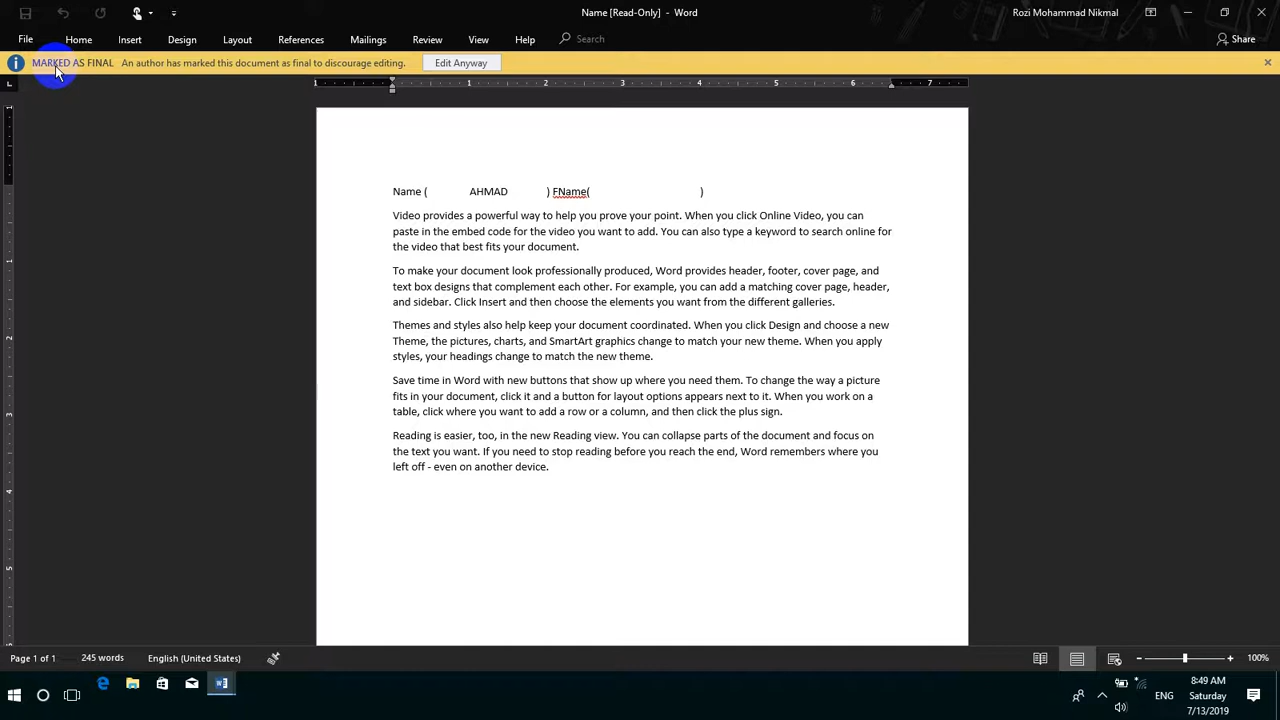 Name [Read-Only] - Word
Rozi Mohammad Nikmal
File Home Insert Design Layout References Mailings Review View Help Search Share
MARKED AS FINAL An author has marked this document as final to discourage editing. Edit Anyway
1 1 2 3 4 5 6 7
Name ( AHMAD ) FName( )
Video provides a powerful way to help you prove your point. When you click Online Video, you can
paste in the embed code for the video you want to add. You can also type a keyword to search online for
the video that best fits your document.
To make your document look professionally produced, Word provides header, footer, cover page, and
text box designs that complement each other. For example, you can add a matching cover page, header,
and sidebar. Click Insert and then choose the elements you want from the different galleries.
Themes and styles also help keep your document coordinated. When you click Design and choose a new
Theme, the pictures, charts, and SmartArt graphics change to match your new theme. When you apply
styles, your headings change to match the new theme.
Save time in Word with new buttons that show up where you need them. To change the way a picture
fits in your document, click it and a button for layout options appears next to it. When you work on a
table, click where you want to add a row or a column, and then click the plus sign.
Reading is easier, too, in the new Reading view. You can collapse parts of the document and focus on
the text you want. If you need to stop reading before you reach the end, Word remembers where you
left off - even on another device.
1
1
2
3
4
5
Page 1 of 1 245 words English (United States) 100%
8:49 AM
ENG Saturday
7/13/2019